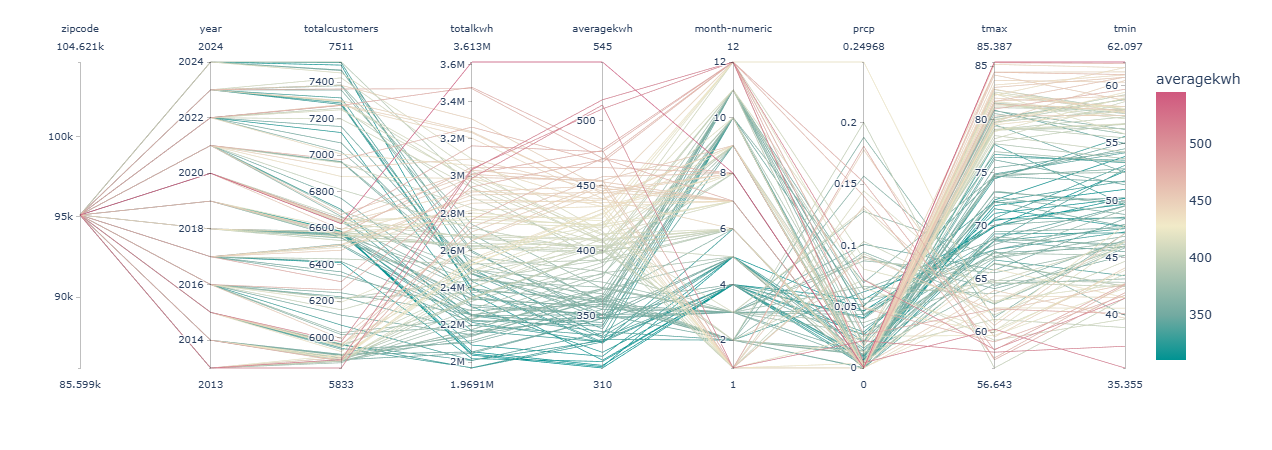 zipcode year totalcustomers totalkwh averagekwh month-numeric prcp tmax tmin
104.621k 2024 7511 3.613M 545 12 0.24968 85.387 62.097
2024 12
3.6M 85
averagekwh
7400 60
3.4M
2022 7200 500 10 0.2 80
100k 3.2M 500
55
7000
2020 3M 8 75
450 0.15
6800 50
95k 2.8M 450
2018 6600 6 70
400 0.1 45 400
2.6M
6400
2016 2.4M 4 65
90k 6200
0.05 40
350 350
2.2M
2014 6000 2 60
2M
0
85.599k 2013 5833 1.9691M 310 1 0 56.643 35.355